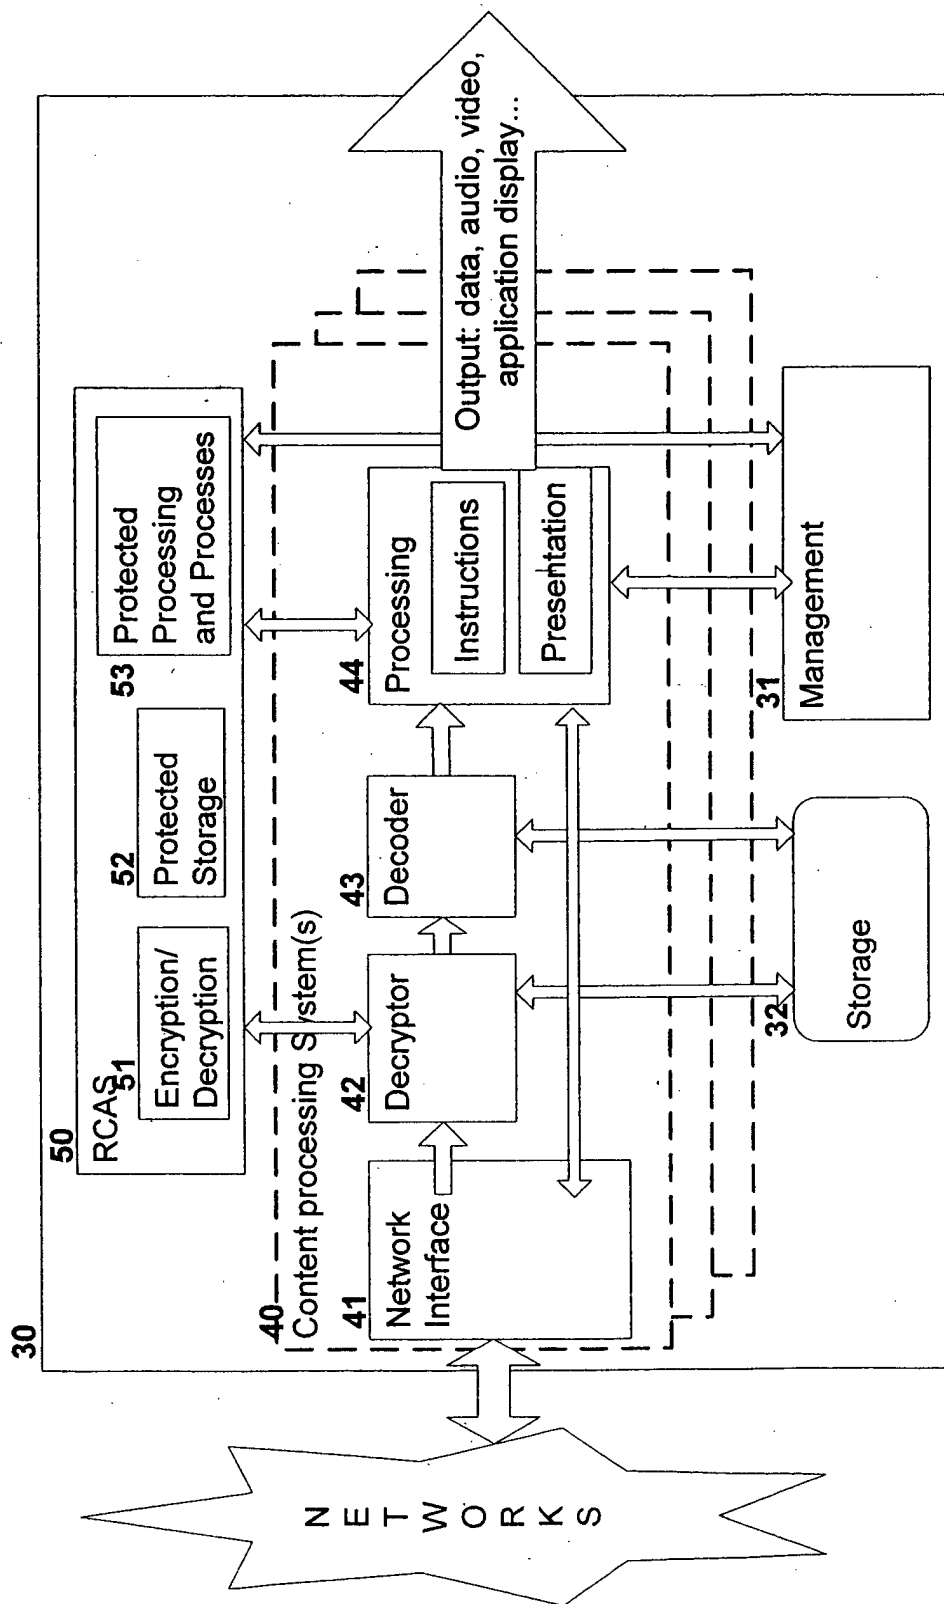 30
50
RCAS
51
Encryption/
Decryption
52
Protected
Storage
53
Protected
Processing
and Processes
40
Content processing System(s)
41
Network
Interface
42
Decryptor
43
Decoder
44
Processing
Instructions
Presentation
Output: data, audio, video,
application display...
NETWORKS
32
Storage
31
Management